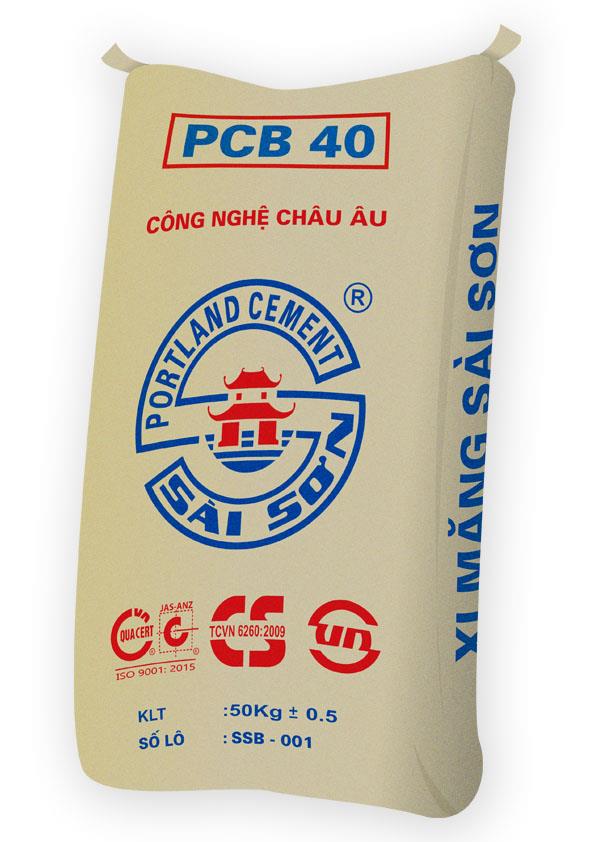 PCB 40
CÔNG NGHỆ CHÂU ÂU
®
PORTLAND CEMENT
SÀI SƠN
XI MĂNG SÀI SƠN
JAS-ANZ
QUACERT
ISO 9001: 2015
CS
TCVN 6260:2009
KLT :50Kg ± 0.5
SỐ LÔ : SSB - 001